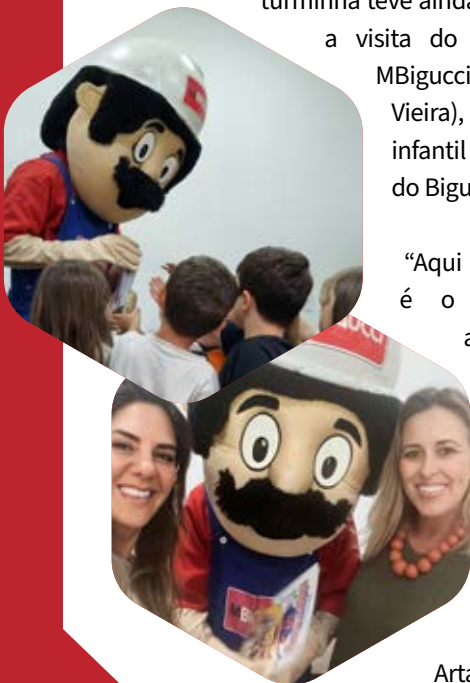 turminha teve ainda
a visita do
MBigucci
Vieira),
infantil
do Bigu
“Aqui
é o
a
Arta